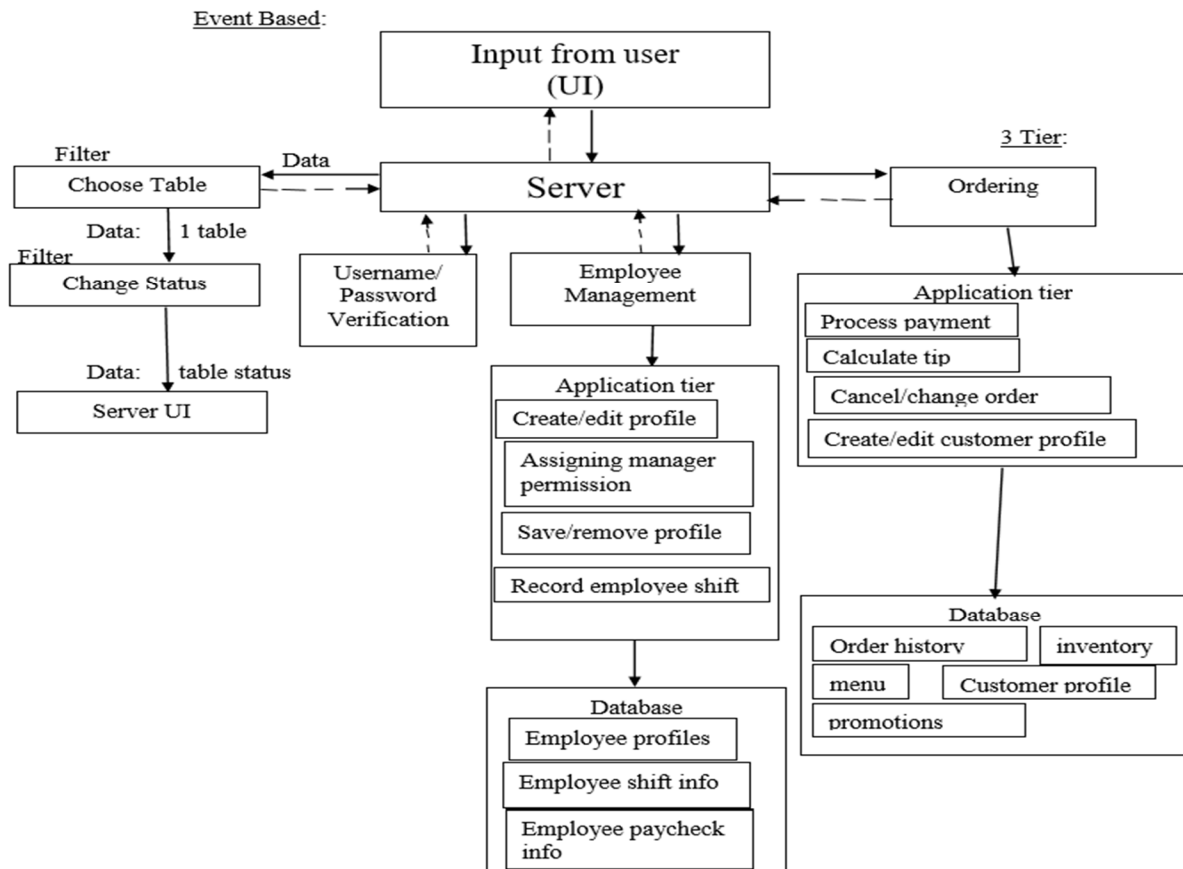 Event Based:
Input from user
(UI)
3 Tier:
Filter
Data
Choose Table
Server
Ordering
Data: 1 table
Filter
Change Status
Username/
Password
Verification
Employee
Management
Application tier
Process payment
Calculate tip
Cancel/change order
Create/edit customer profile
Data: table status
Server UI
Application tier
Create/edit profile
Assigning manager
permission
Save/remove profile
Record employee shift
Database
Order history
inventory
menu
Customer profile
promotions
Database
Employee profiles
Employee shift info
Employee paycheck
info